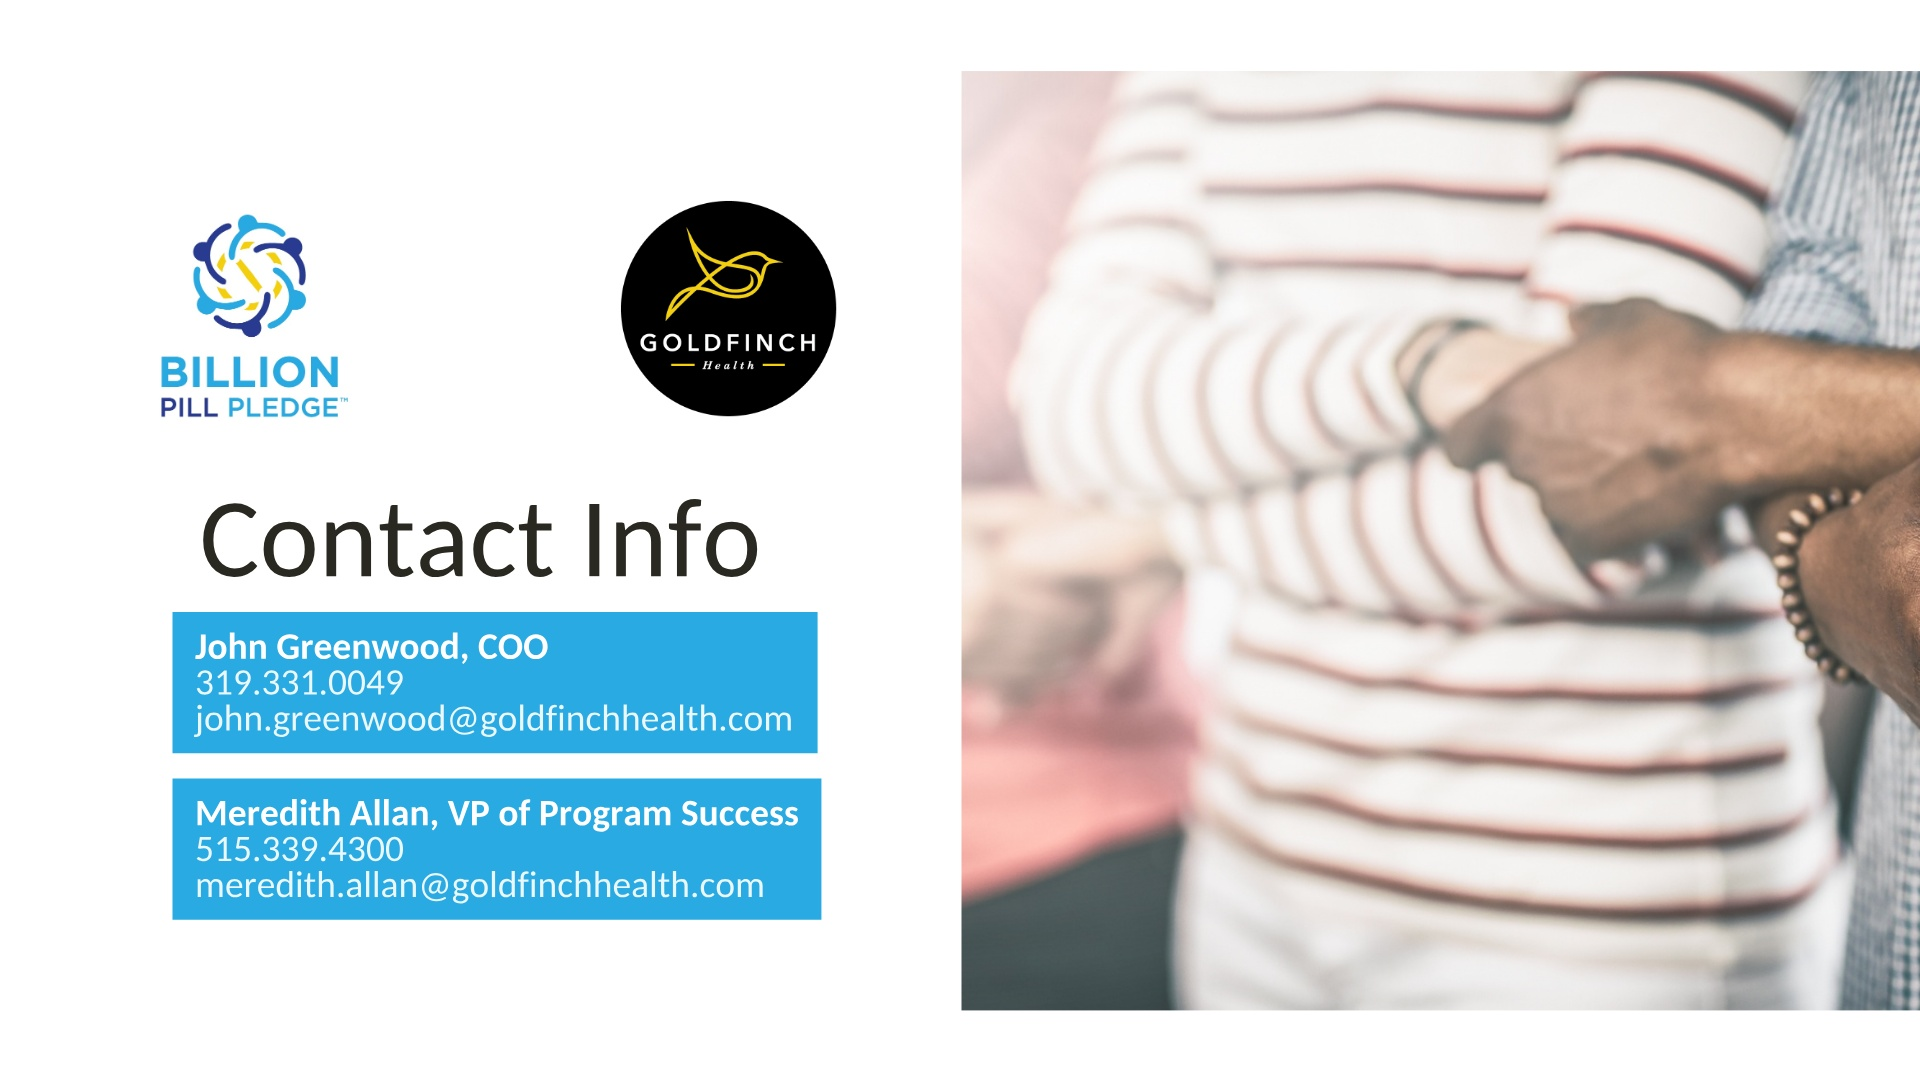 BILLION
PILL PLEDGE™
GOLDFINCH
Health
Contact Info
John Greenwood, COO
319.331.0049
john.greenwood@goldfinchhealth.com
Meredith Allan, VP of Program Success
515.339.4300
meredith.allan@goldfinchhealth.com